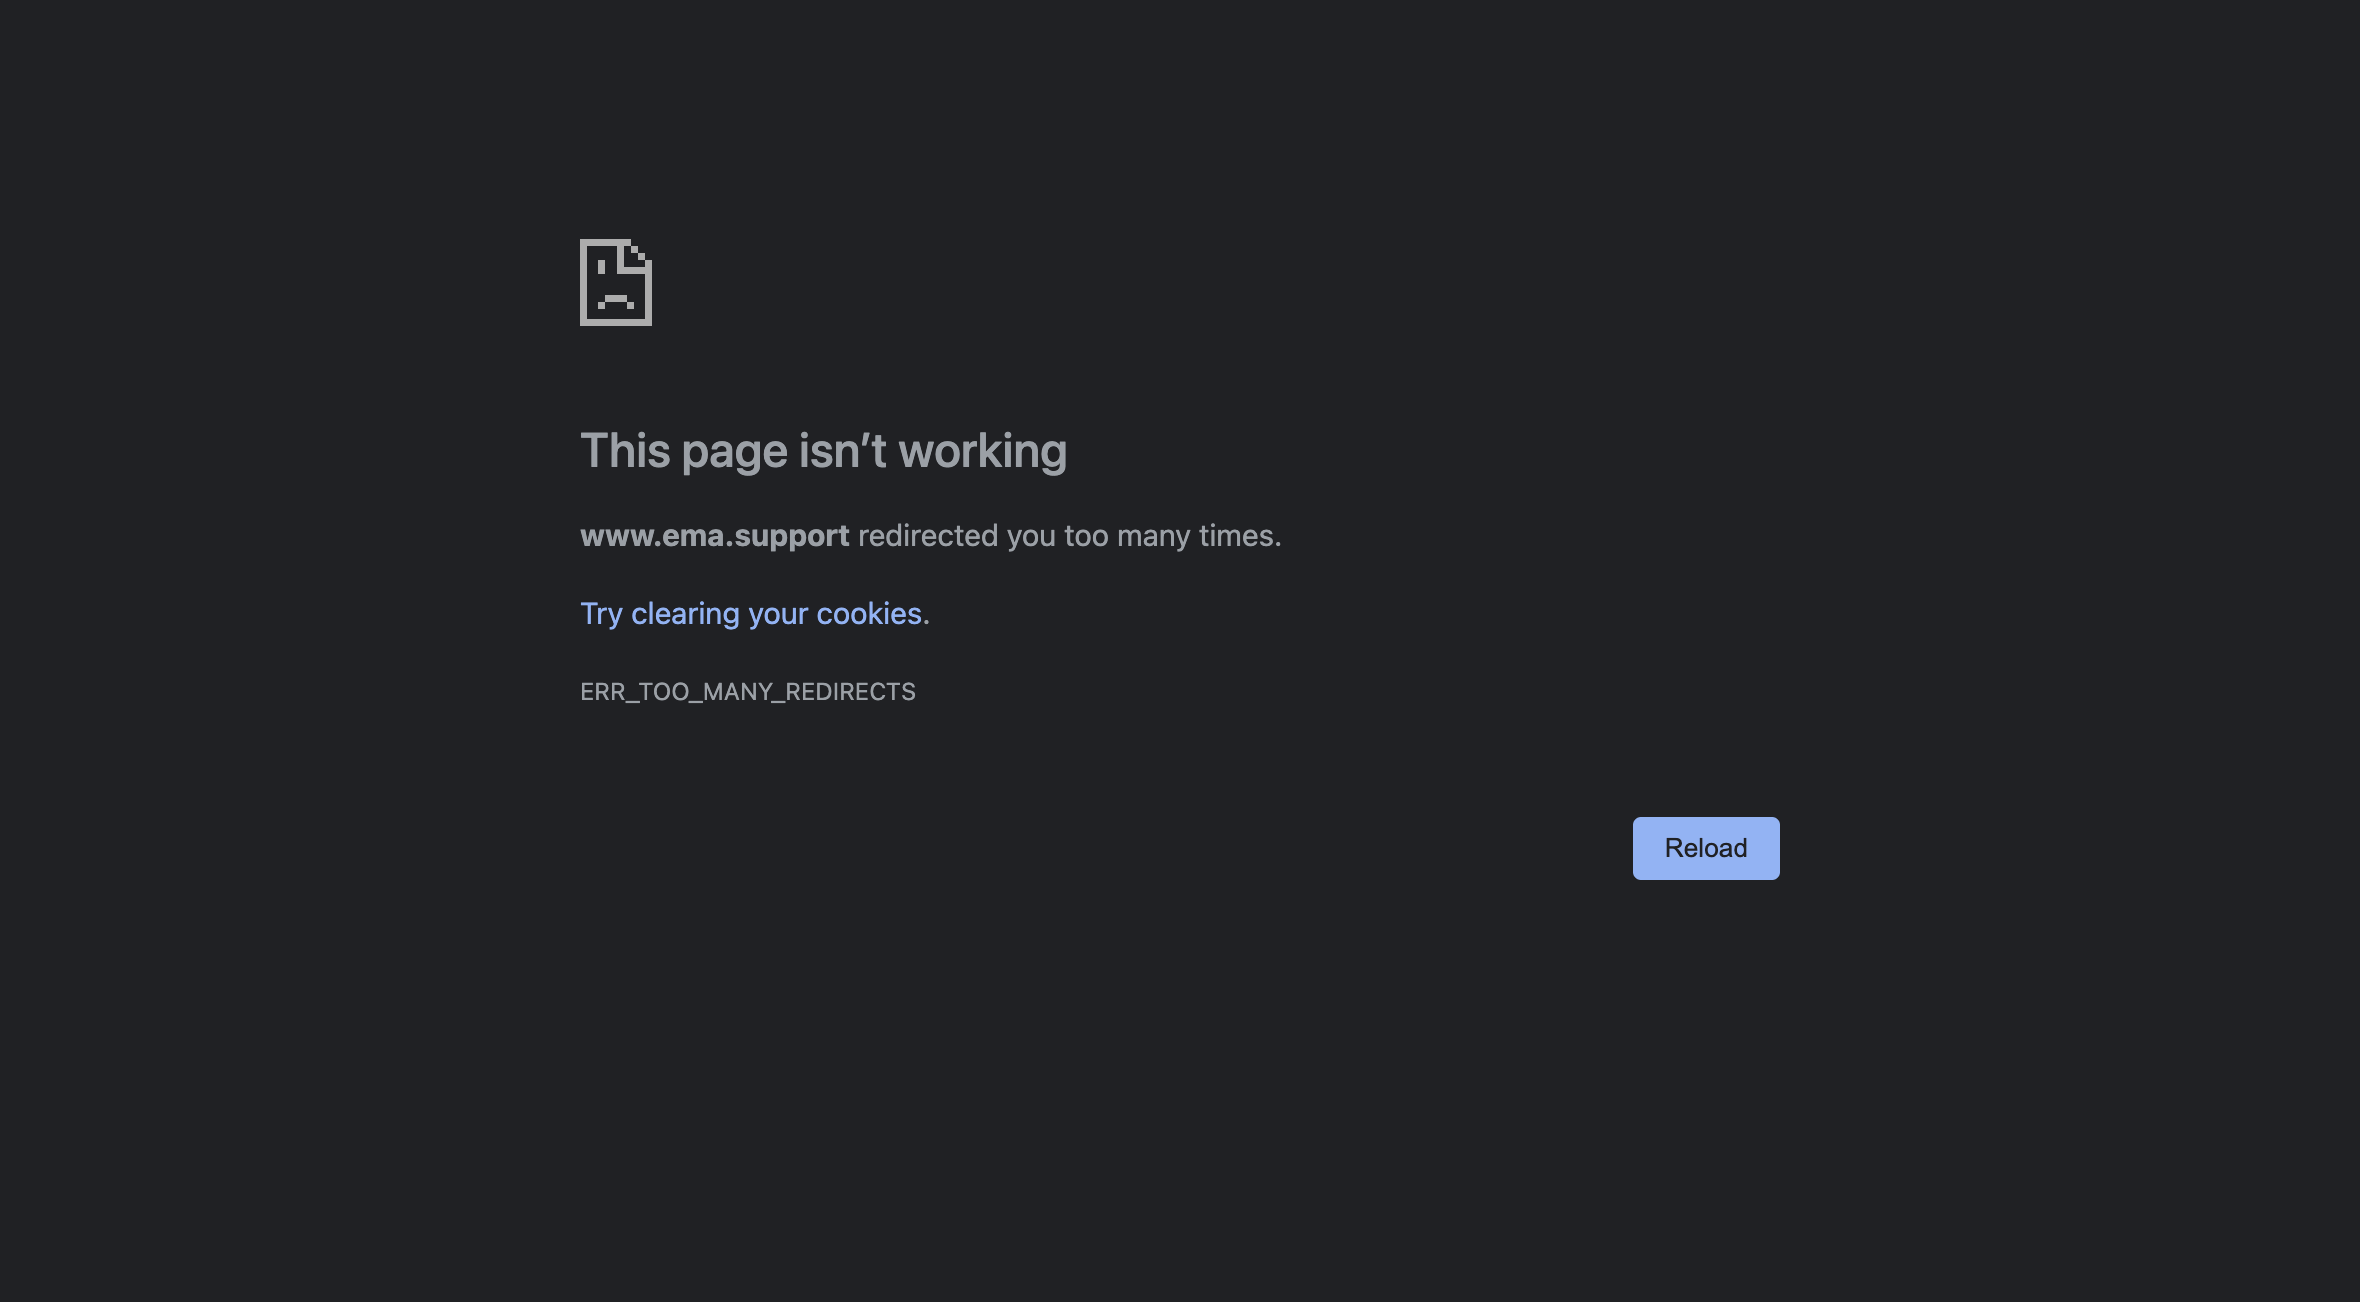 This page isn’t working
www.ema.support redirected you too many times.
Try clearing your cookies.
ERR_TOO_MANY_REDIRECTS
Reload